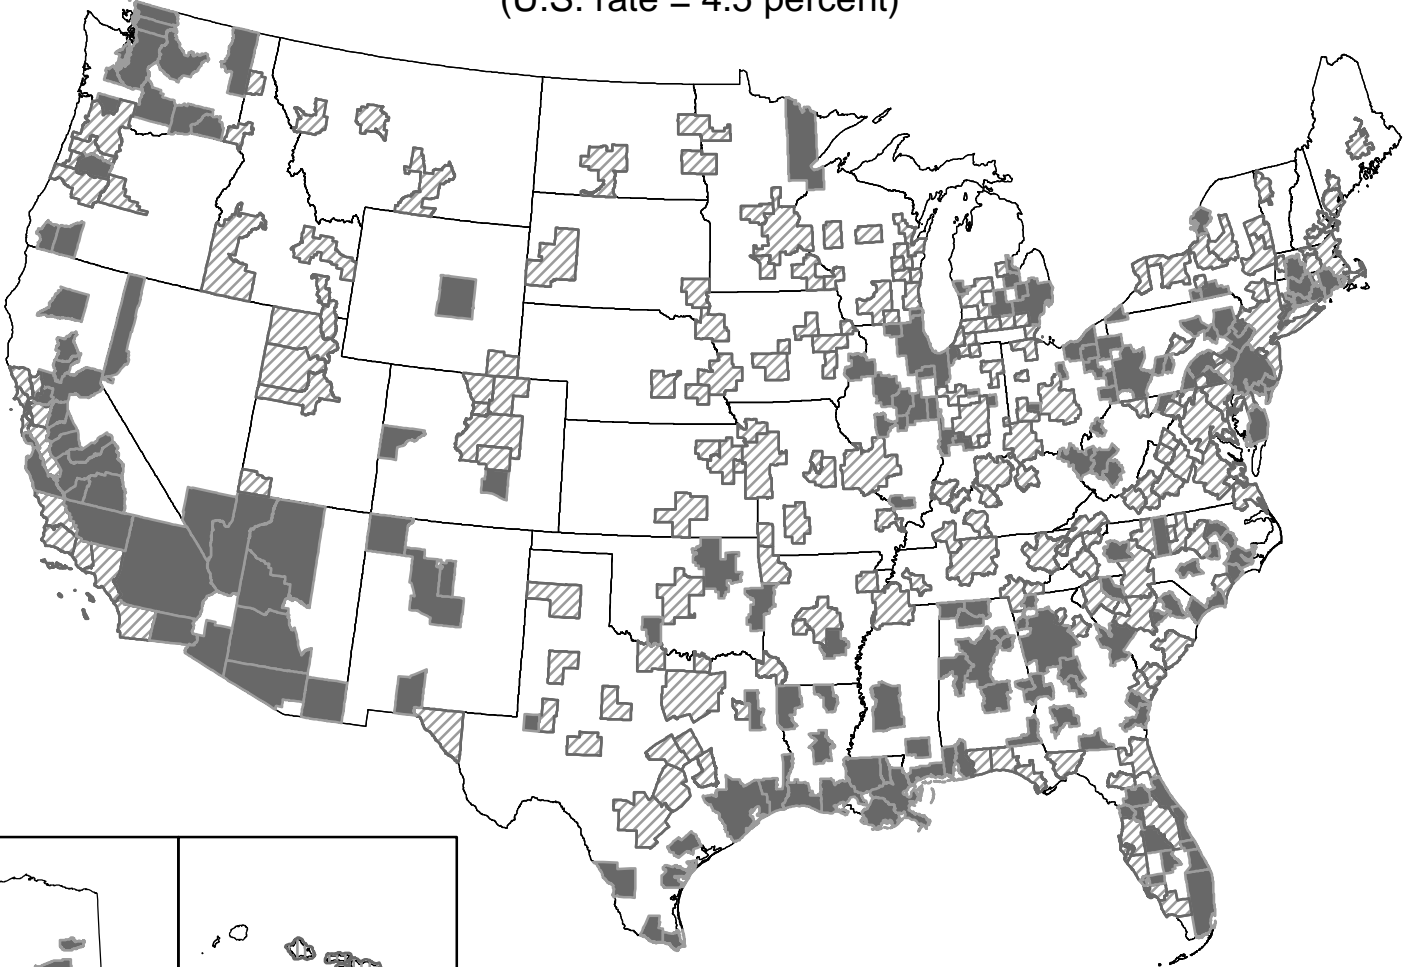 (U.S. rate = 4.5 percent)